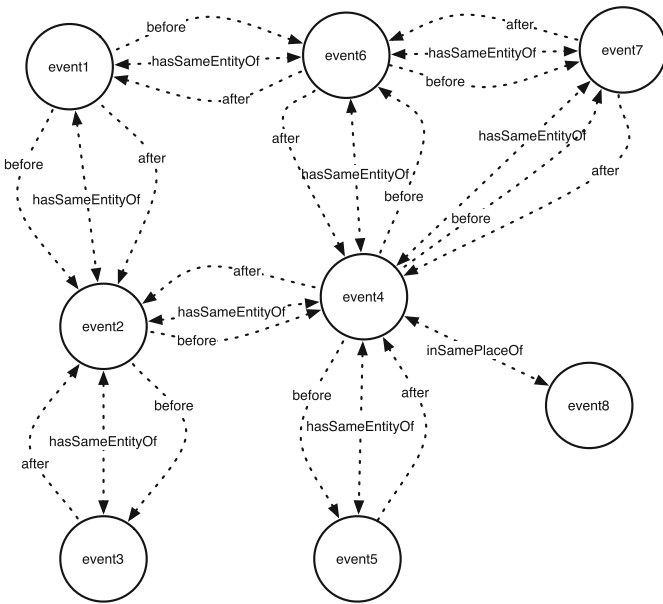 before
after
event1
hasSameEntityOf
event6
hasSameEntityOf
event7
before
after
after
before
after
hasSameEntityOf
before
hasSameEntityOf
after
hasSameEntityOf
before
before
after
event4
event2
hasSameEntityOf
before
inSamePlaceOf
before
before
after
event8
hasSameEntityOf
hasSameEntityOf
after
event3
event5